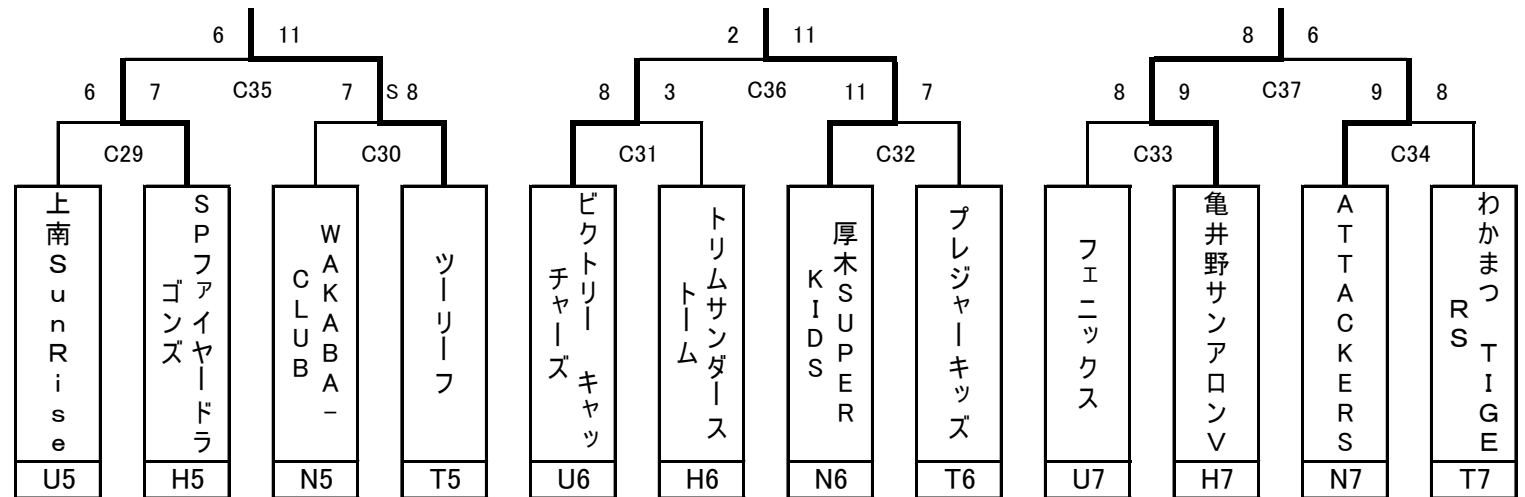 6 11 2 11 8 6
C35 C36 C37
6 7 7 S 8 8 3 11 7 8 9 9 8
C29 C30 C31 C32 C33 C34
上南SunRise
SPファイヤードラ
ゴンズ
WAKABA-
CLUB
ツーリーフ
ビクトリー キャッ
チャーズ
トリムサンダース
トーム
厚木SUPER
KIDS
プレジャーキッズ
フェニックス
亀井野サンアロンV
ATTACKERS
わかまつ TIGE
RS
U5 H5 N5 T5 U6 H6 N6 T6 U7 H7 N7 T7